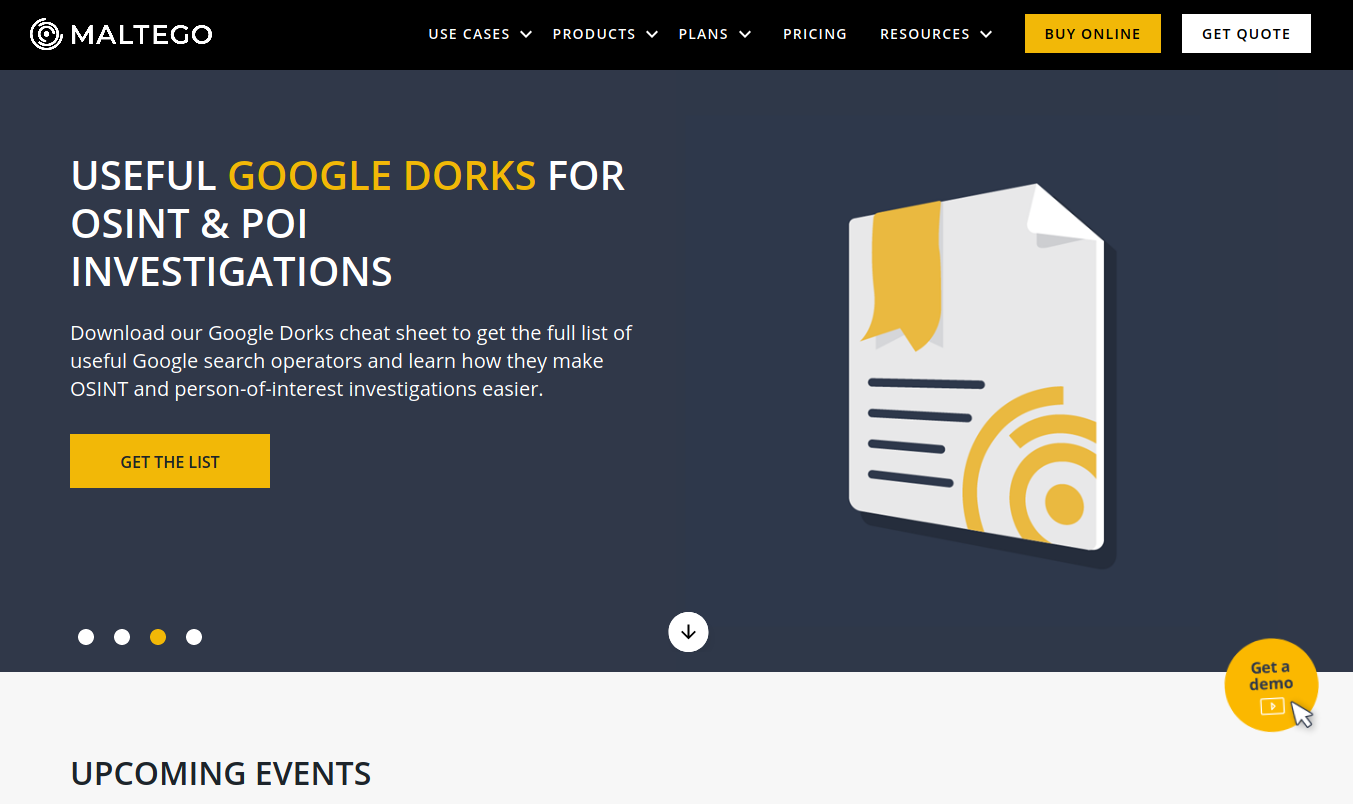 MALTEGO
USE CASES PRODUCTS PLANS PRICING RESOURCES BUY ONLINE GET QUOTE
USEFUL GOOGLE DORKS FOR
OSINT & POI
INVESTIGATIONS
Download our Google Dorks cheat sheet to get the full list of
useful Google search operators and learn how they make
OSINT and person-of-interest investigations easier.
GET THE LIST
Get a
demo
UPCOMING EVENTS